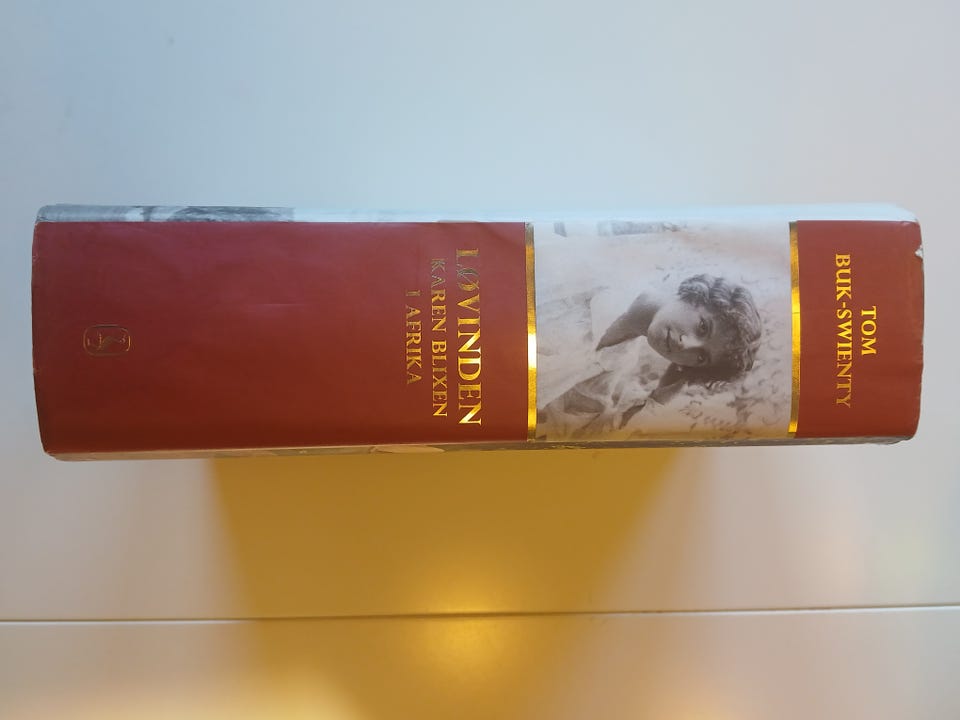 TOM
BUK-SWIENTY
LØVINDEN
KAREN BLIXEN
I AFRIKA